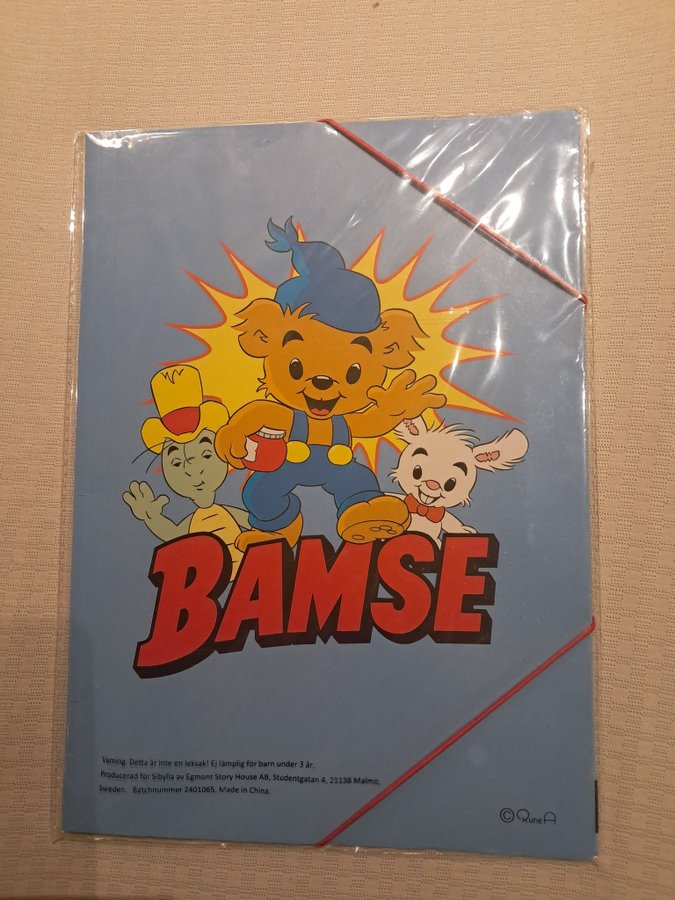 BAMSE
Varning. Detta är inte en leksak! Ej lämplig för barn under 3 år.
Producerad för Sibylla av Egmont Story House AB, Studentgatan 4, 21138 Malmö,
Sweden. Batchnummer 2401065. Made in China.
© Rune A